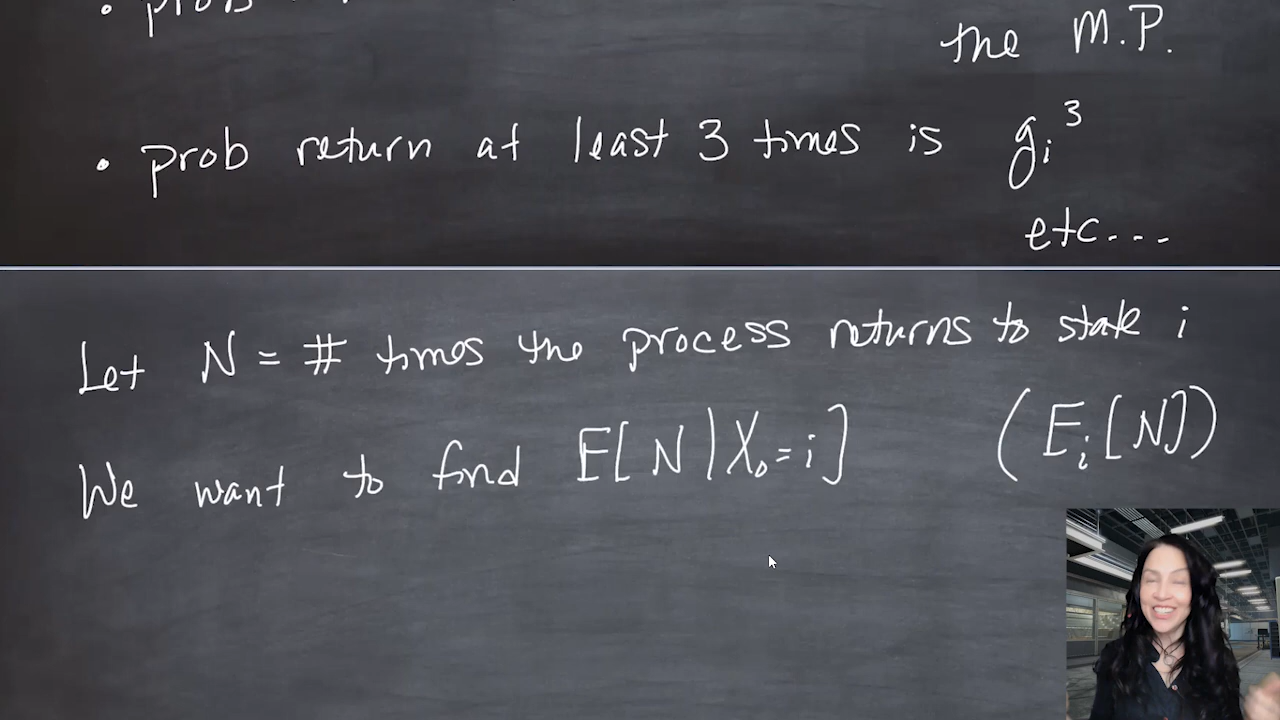 • prob
the M.P.
• prob return at least 3 times is gᵢ³
etc...
Let N = # times the process returns to state i
We want to find E[N|X₀=i] (Eᵢ[N])